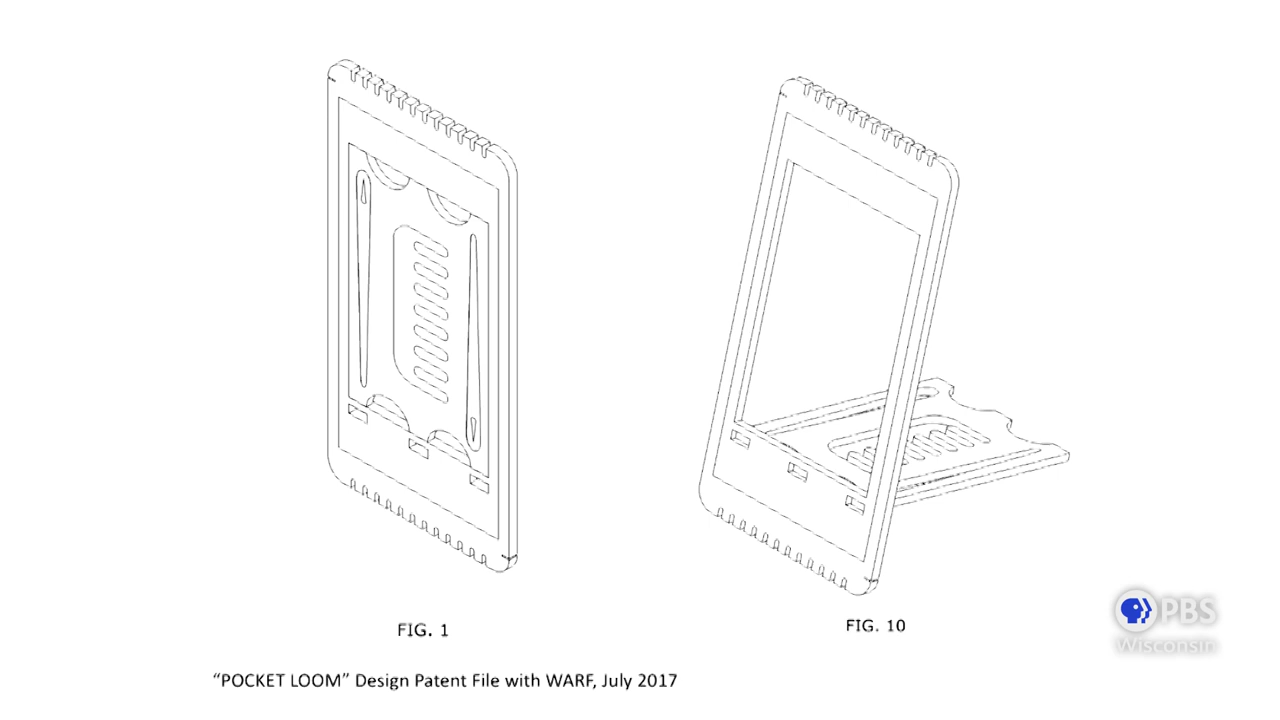 FIG. 1
FIG. 10
PBS
Wisconsin
“POCKET LOOM” Design Patent File with WARF, July 2017